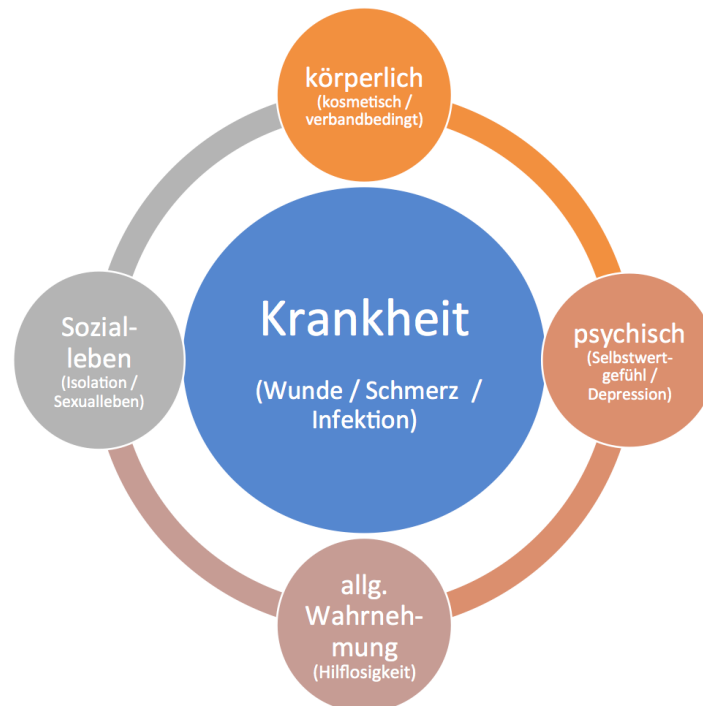 körperlich
(kosmetisch /
verbandbedingt)
Krankheit
(Wunde / Schmerz /
Infektion)
Sozial-
leben
(Isolation /
Sexualleben)
psychisch
(Selbstwert-
gefühl /
Depression)
allg.
Wahrneh-
mung
(Hilflosigkeit)